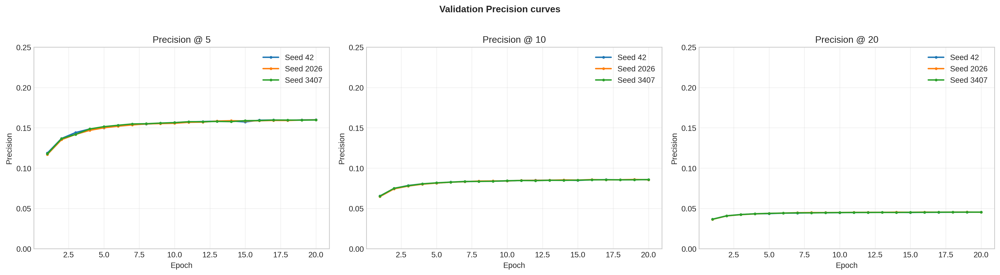 Validation Precision curves
Precision @ 5
0.25
0.20
0.15
0.10
0.05
0.00
Precision
2.5 5.0 7.5 10.0 12.5 15.0 17.5 20.0
Epoch
Seed 42
Seed 2026
Seed 3407
Precision @ 10
0.25
0.20
0.15
0.10
0.05
0.00
Precision
2.5 5.0 7.5 10.0 12.5 15.0 17.5 20.0
Epoch
Seed 42
Seed 2026
Seed 3407
Precision @ 20
0.25
0.20
0.15
0.10
0.05
0.00
Precision
2.5 5.0 7.5 10.0 12.5 15.0 17.5 20.0
Epoch
Seed 42
Seed 2026
Seed 3407